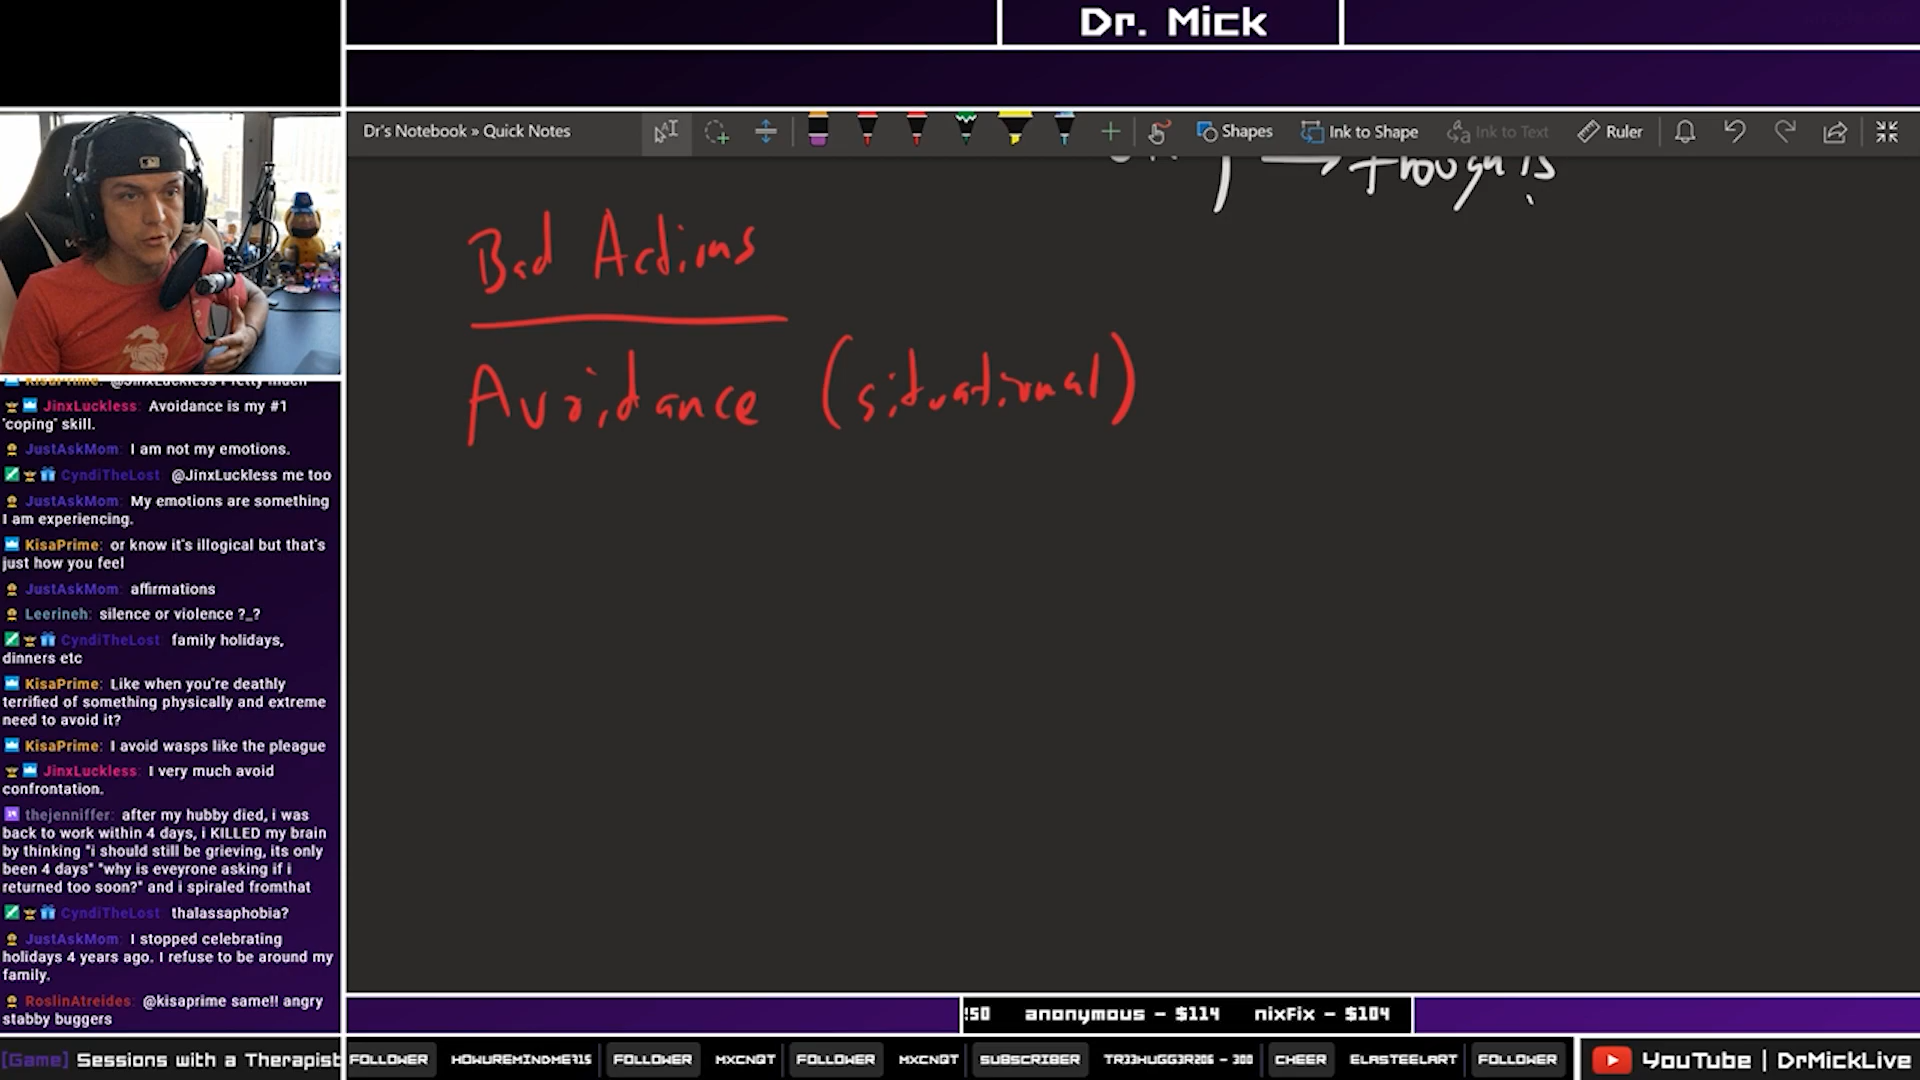 Dr. Mick
Dr's Notebook » Quick Notes
Shapes
Ink to Shape
Ink to Text
Ruler
thoughts
Bad Actions
Avoidance (situational)
JinxLuckless: Avoidance is my #1
"coping" skill.
JustAskMom: I am not my emotions.
CyndiTheLost: @JinxLuckless me too
JustAskMom: My emotions are something
I am experiencing.
KisaPrime: or know it's illogical but that's
just how you feel
JustAskMom: affirmations
Leerineh: silence or violence ?_?
CyndiTheLost: family holidays,
dinners etc
KisaPrime: Like when you're deathly
terrified of something physically and extreme
need to avoid it?
KisaPrime: I avoid wasps like the pleague
JinxLuckless: I very much avoid
confrontation.
thejenniffer: after my hubby died, i was
back to work within 4 days, i KILLED my brain
by thinking "i should still be grieving, its only
been 4 days" "why is eveyrone asking if i
returned too soon?" and i spiraled fromthat
CyndiTheLost: thalassaphobia?
JustAskMom: I stopped celebrating
holidays 4 years ago. I refuse to be around my
family.
RoslinAtreides: @kisaprime same!! angry
stabby buggers
50 anonymous - $114 nixFix - $104
[Game] Sessions with a Therapist
FOLLOWER HOWUREMINDME715 FOLLOWER MXCNQT FOLLOWER MXCNQT SUBSCRIBER TR33HUGG3R206 - 300 CHEER ELASTEELART FOLLOWER
YouTube | DrMickLive